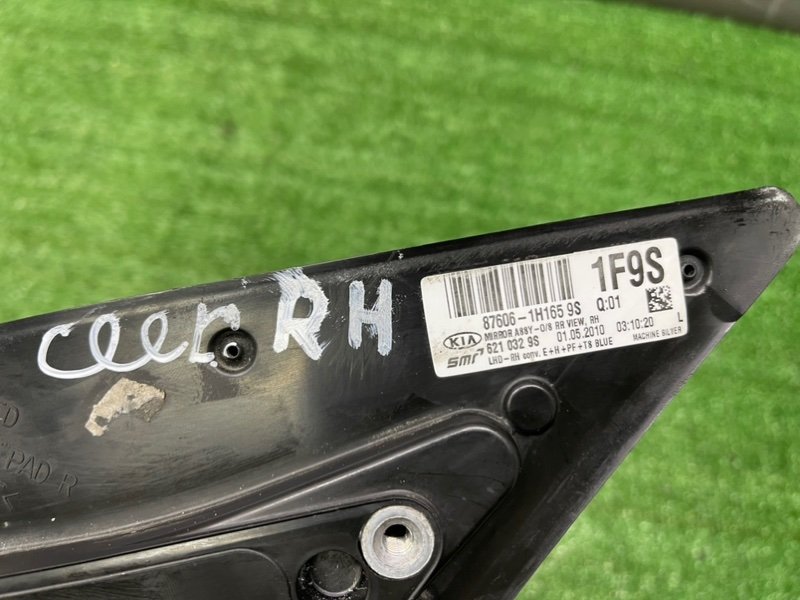 ceer RH
1F9S
87606-1H165 9S Q:01
KIA MIRROR ASSY-O/S RR VIEW, RH
smr 621 032 9S 01.05.2010 03:10:20 L
LHD-RH conv. E+H+PF+T8 BLUE MACHINE SILVER
PAD R